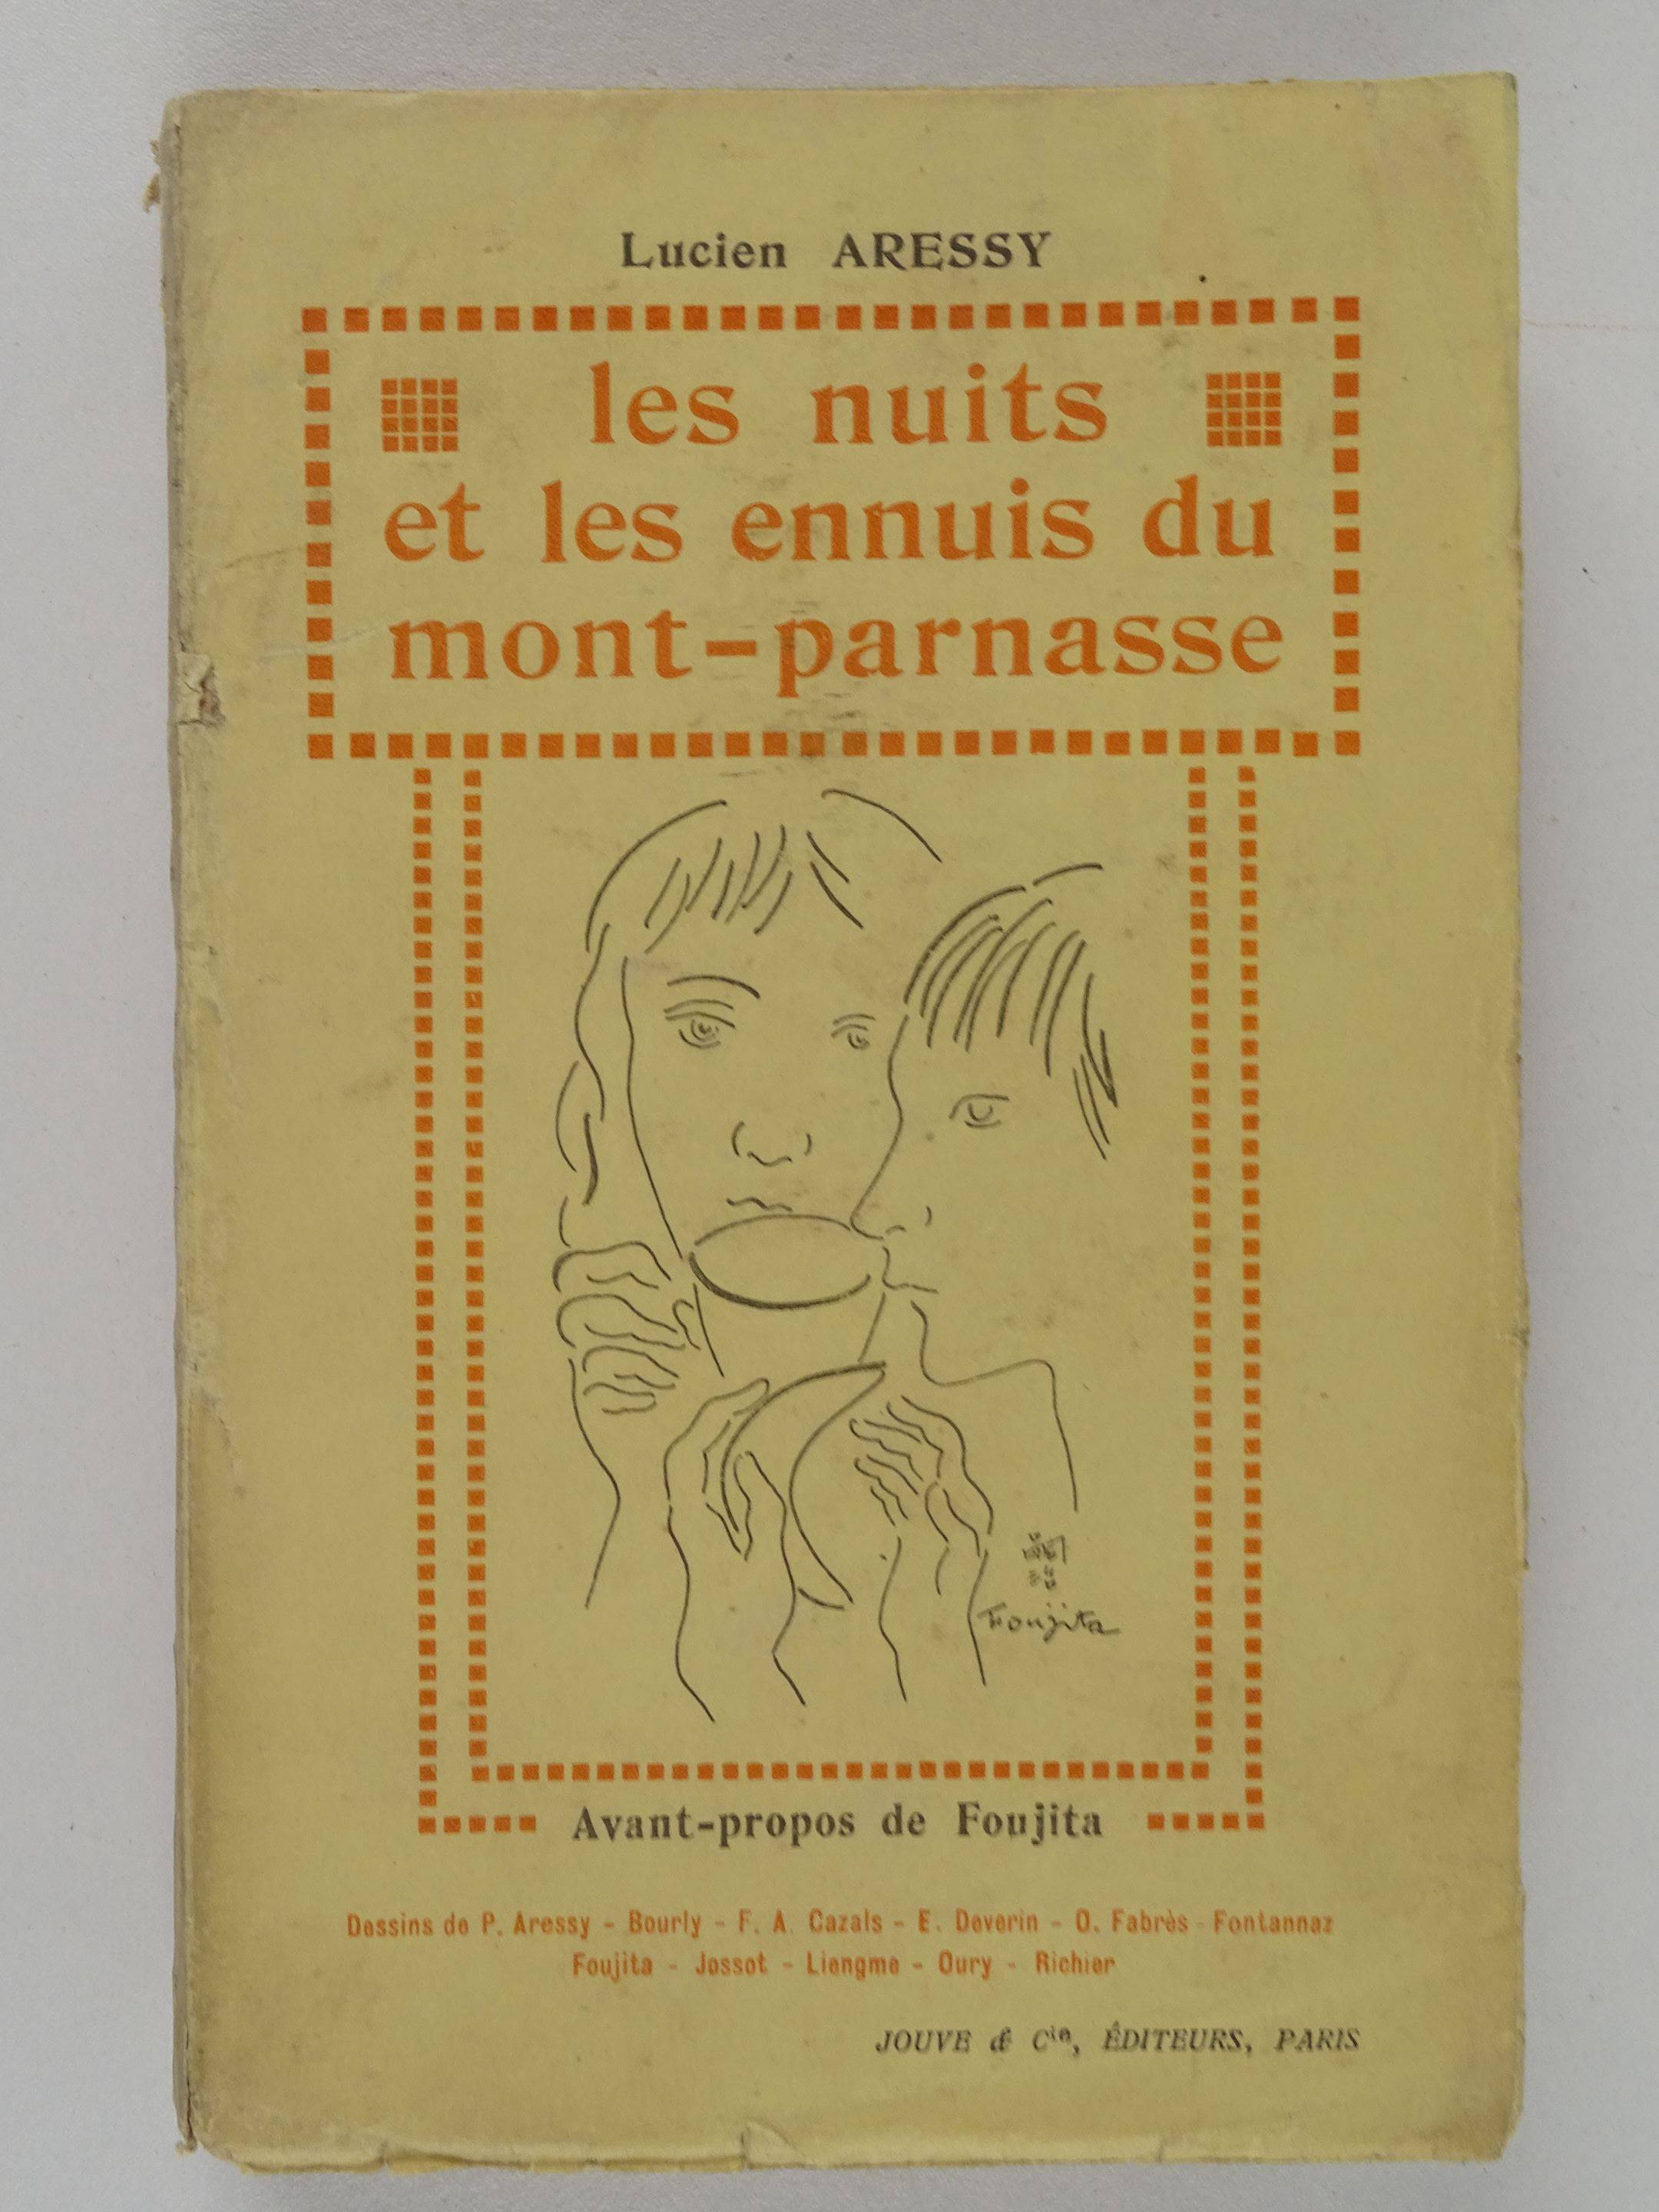 Lucien ARESSY
les nuits
et les ennuis du
mont-parnasse
Foujita
Avant-propos de Foujita
Dessins de P. Aressy - Bourly - F. A. Cazals - E. Deverin - O. Fabrès - Fontannaz
Foujita - Jossot - Liengme - Oury - Richier
JOUVE & Cie, ÉDITEURS, PARIS